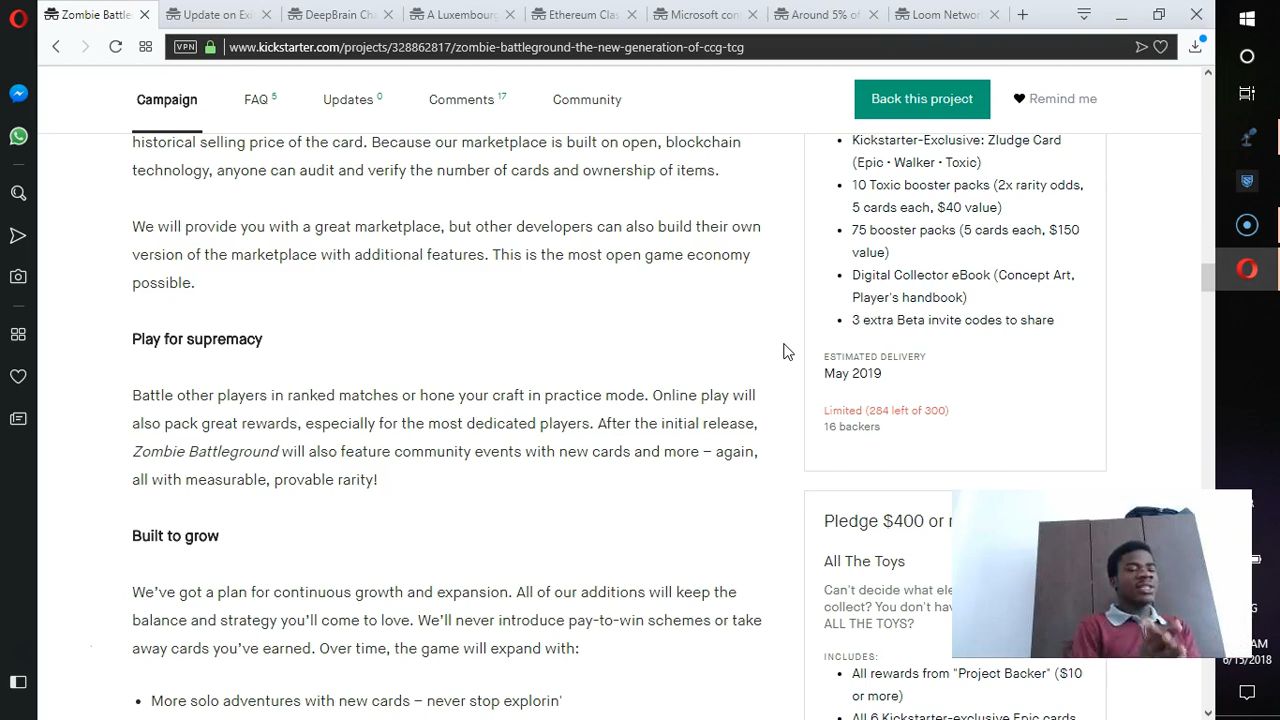 Zombie Battle
Update on Ex
DeepBrain Ch
A Luxembourg
Ethereum Clas
Microsoft con
Around 5% of
Loom Networ
VPN
www.kickstarter.com/projects/328862817/zombie-battleground-the-new-generation-of-ccg-tcg
Campaign
FAQ 5
Updates 0
Comments 17
Community
Back this project
Remind me
historical selling price of the card. Because our marketplace is built on open, blockchain
technology, anyone can audit and verify the number of cards and ownership of items.
We will provide you with a great marketplace, but other developers can also build their own
version of the marketplace with additional features. This is the most open game economy
possible.
Play for supremacy
Battle other players in ranked matches or hone your craft in practice mode. Online play will
also pack great rewards, especially for the most dedicated players. After the initial release,
Zombie Battleground will also feature community events with new cards and more – again,
all with measurable, provable rarity!
Built to grow
We've got a plan for continuous growth and expansion. All of our additions will keep the
balance and strategy you'll come to love. We'll never introduce pay-to-win schemes or take
away cards you've earned. Over time, the game will expand with:
• More solo adventures with new cards – never stop explorin'
• Kickstarter-Exclusive: Zludge Card
(Epic • Walker • Toxic)
• 10 Toxic booster packs (2x rarity odds,
5 cards each, $40 value)
• 75 booster packs (5 cards each, $150
value)
• Digital Collector eBook (Concept Art,
Player's handbook)
• 3 extra Beta invite codes to share
ESTIMATED DELIVERY
May 2019
Limited (284 left of 300)
16 backers
Pledge $400 or
All The Toys
Can't decide what
collect? You don't
ALL THE TOYS?
INCLUDES:
• All rewards from "Project Backer" ($10
or more)
• All 6 Kickstarter-exclusive Epic cards
AM
6/15/2018